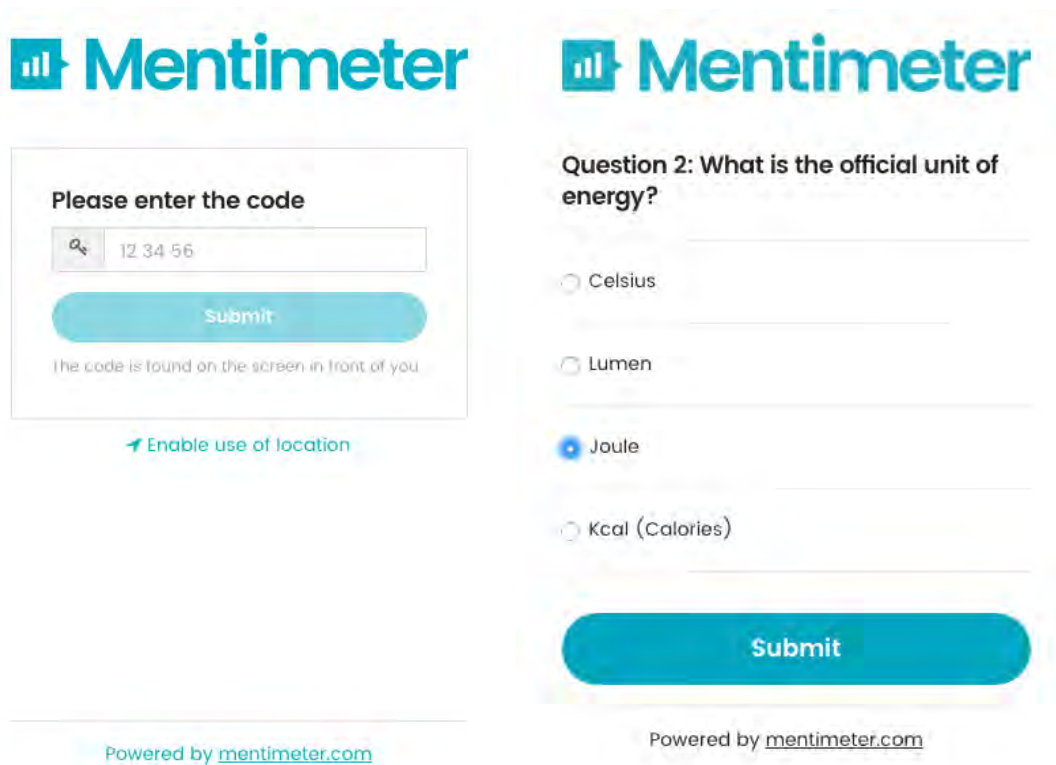 Mentimeter
Please enter the code
12 34 56
Submit
The code is found on the screen in front of you
Enable use of location
Powered by mentimeter.com
Mentimeter
Question 2: What is the official unit of
energy?
Celsius
Lumen
Joule
Kcal (Calories)
Submit
Powered by mentimeter.com